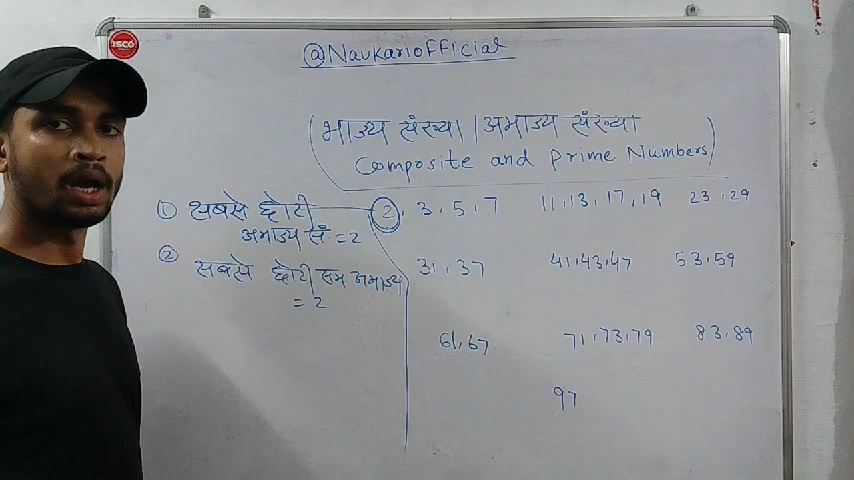 ISCO
@Naukariofficial
(भाज्य संख्या | अभाज्य संख्या
Composite and Prime Numbers)
① सबसे छोटी
अभाज्य सं. = 2
② सबसे छोटी सम अभाज्य
= 2
2, 3, 5, 7 11, 13, 17, 19 23, 29
31, 37 41, 43, 47 53, 59
61, 67 71, 73, 79 83, 89
97